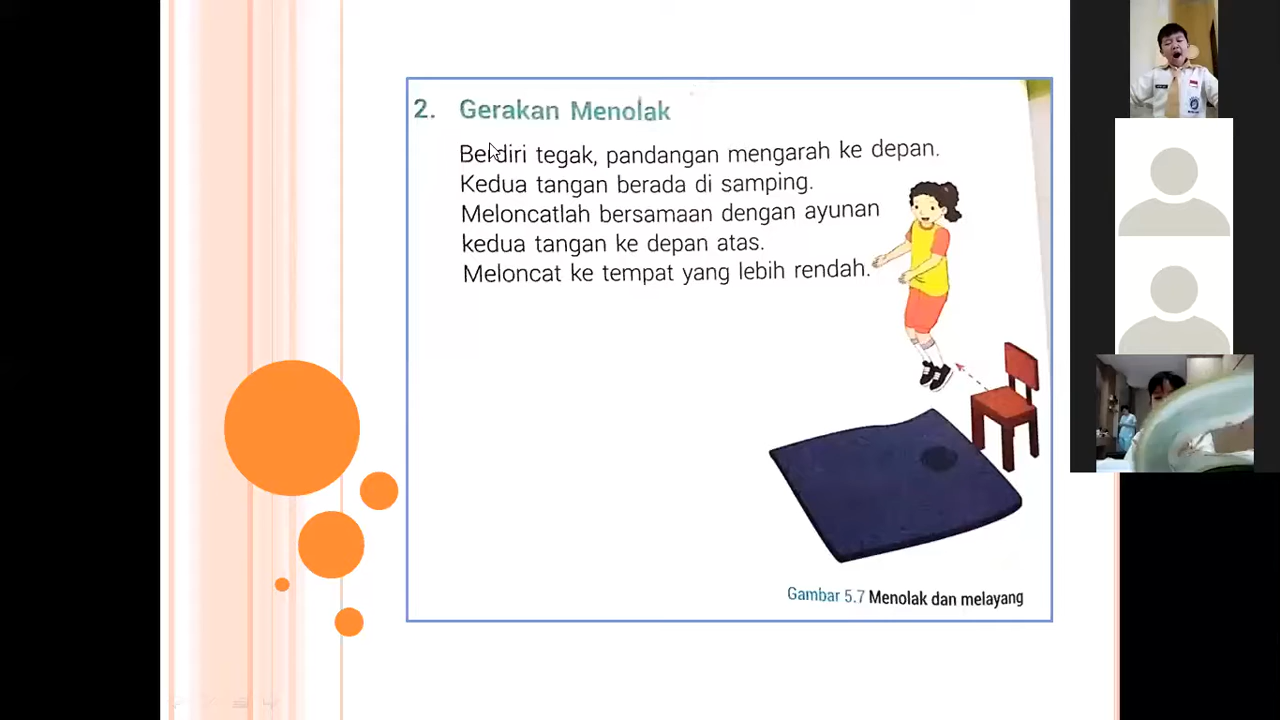 2. Gerakan Menolak
Berdiri tegak, pandangan mengarah ke depan.
Kedua tangan berada di samping.
Meloncatlah bersamaan dengan ayunan
kedua tangan ke depan atas.
Meloncat ke tempat yang lebih rendah.
Gambar 5.7 Menolak dan melayang